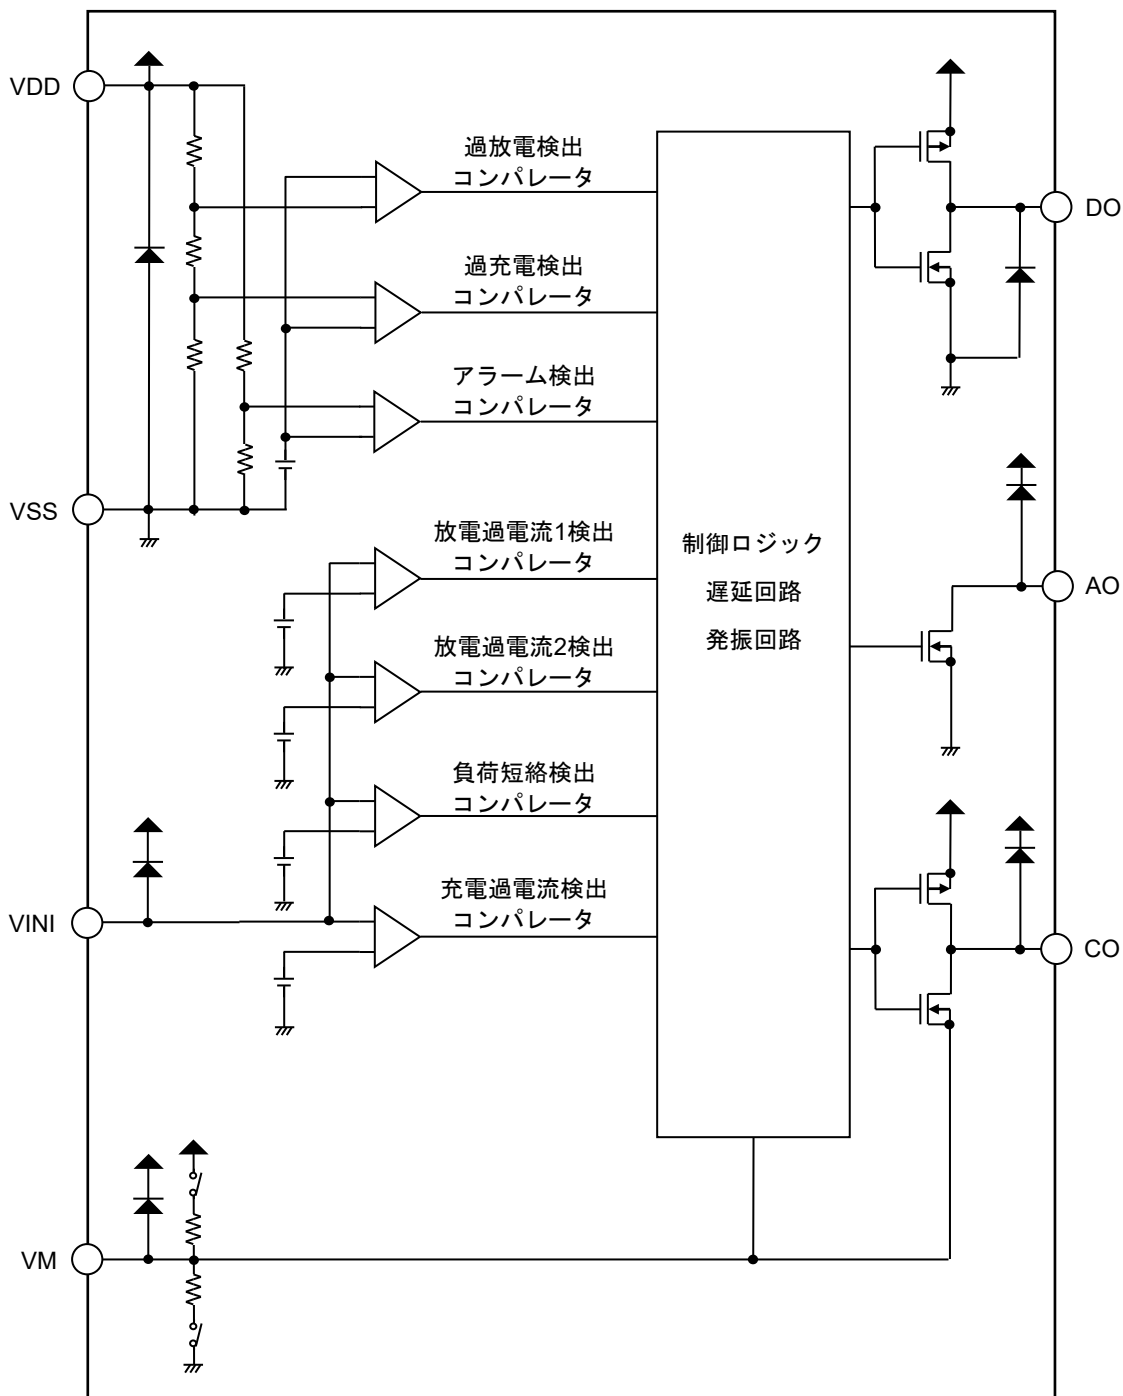 VDD
過放電検出
コンパレータ
DO
過充電検出
コンパレータ
アラーム検出
コンパレータ
VSS
放電過電流1検出
コンパレータ
制御ロジック
遅延回路
発振回路
AO
放電過電流2検出
コンパレータ
負荷短絡検出
コンパレータ
VINI
充電過電流検出
コンパレータ
CO
VM